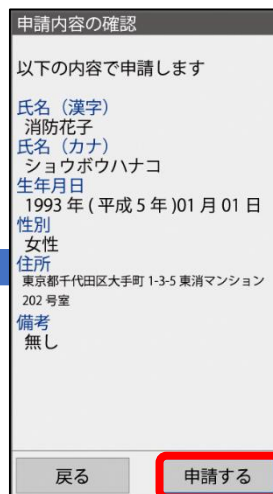 申請内容の確認
以下の内容で申請します
氏名（漢字）
消防花子
氏名（カナ）
ショウボウハナコ
生年月日
1993 年 ( 平成 5 年 )01 月 01 日
性別
女性
住所
東京都千代田区大手町 1-3-5 東消マンション
202 号室
備考
無し
戻る
申請する